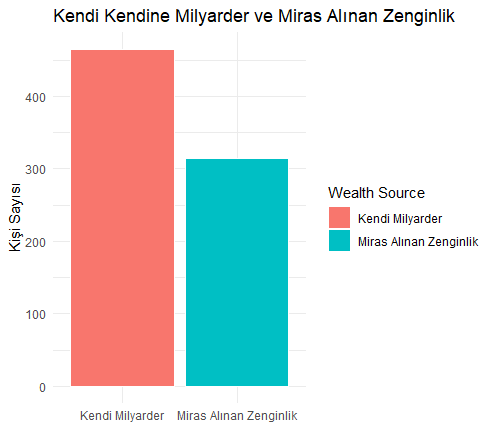 Kendi Kendine Milyarder ve Miras Alınan Zenginlik
Kişi Sayısı
400
300
200
100
0
Kendi Milyarder
Miras Alınan Zenginlik
Wealth Source
Kendi Milyarder
Miras Alınan Zenginlik